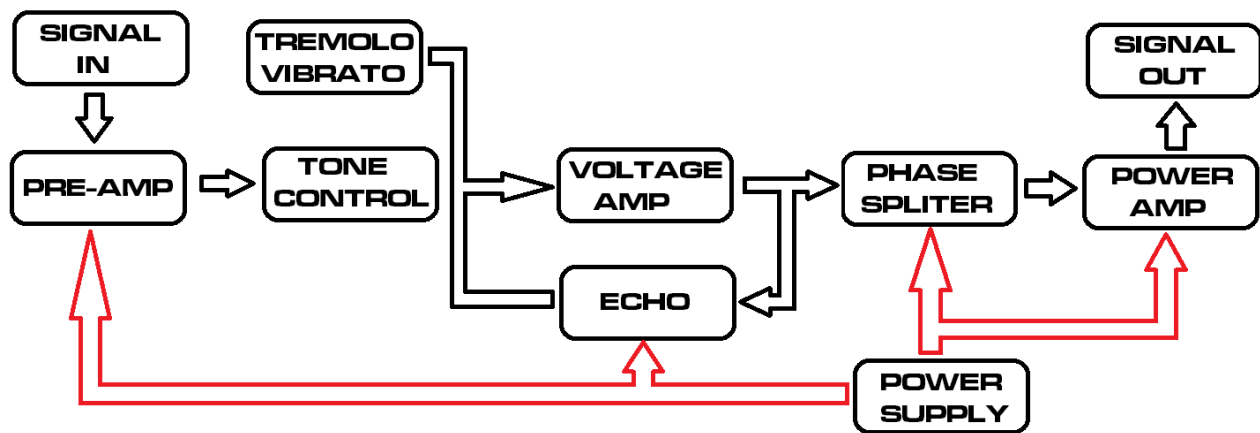 SIGNAL
IN
TREMOLO
VIBRATO
SIGNAL
OUT
PRE-AMP
TONE
CONTROL
VOLTAGE
AMP
PHASE
SPLITER
POWER
AMP
ECHO
POWER
SUPPLY